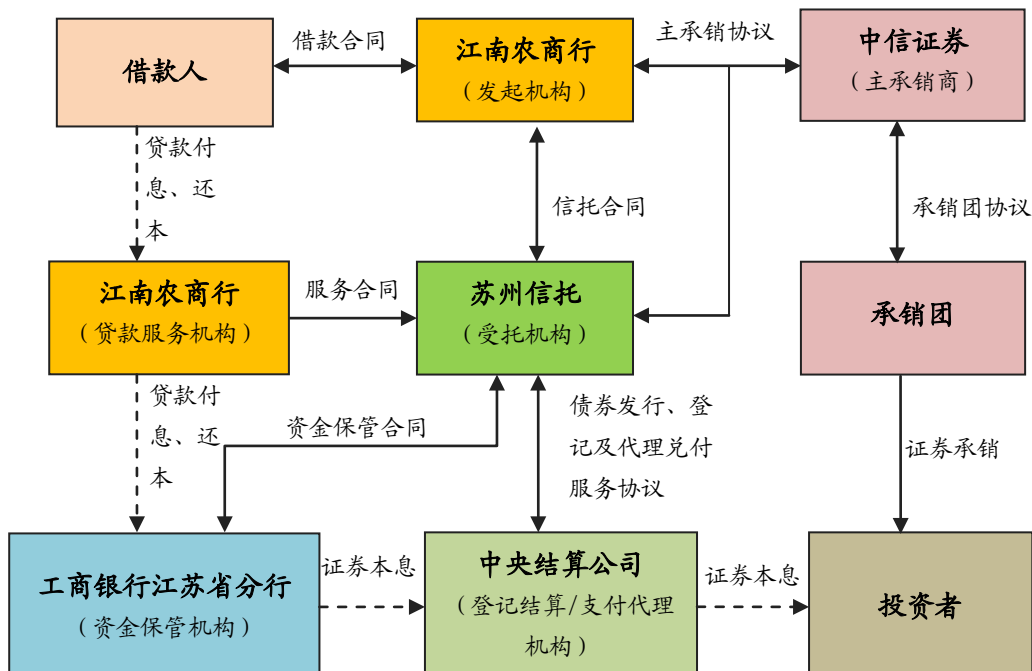 借款人
借款合同
江南农商行
（发起机构）
主承销协议
中信证券
（主承销商）
贷款付
息、还
本
信托合同
承销团协议
江南农商行
（贷款服务机构）
服务合同
苏州信托
（受托机构）
承销团
贷款付
息、还
本
资金保管合同
债券发行、登
记及代理兑付
服务协议
证券承销
工商银行江苏省分行
（资金保管机构）
证券本息
中央结算公司
（登记结算/支付代理
机构）
证券本息
投资者